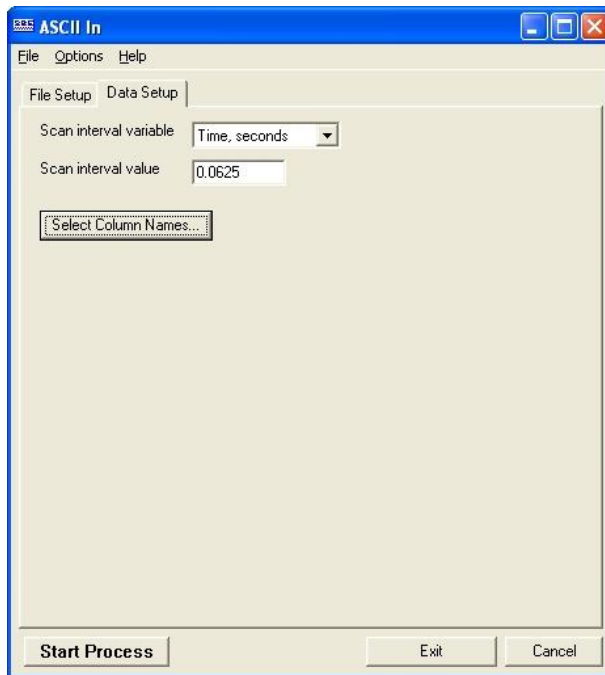 ASCII In
File Options Help
File Setup Data Setup
Scan interval variable Time, seconds
Scan interval value 0.0625
Select Column Names...
Start Process Exit Cancel